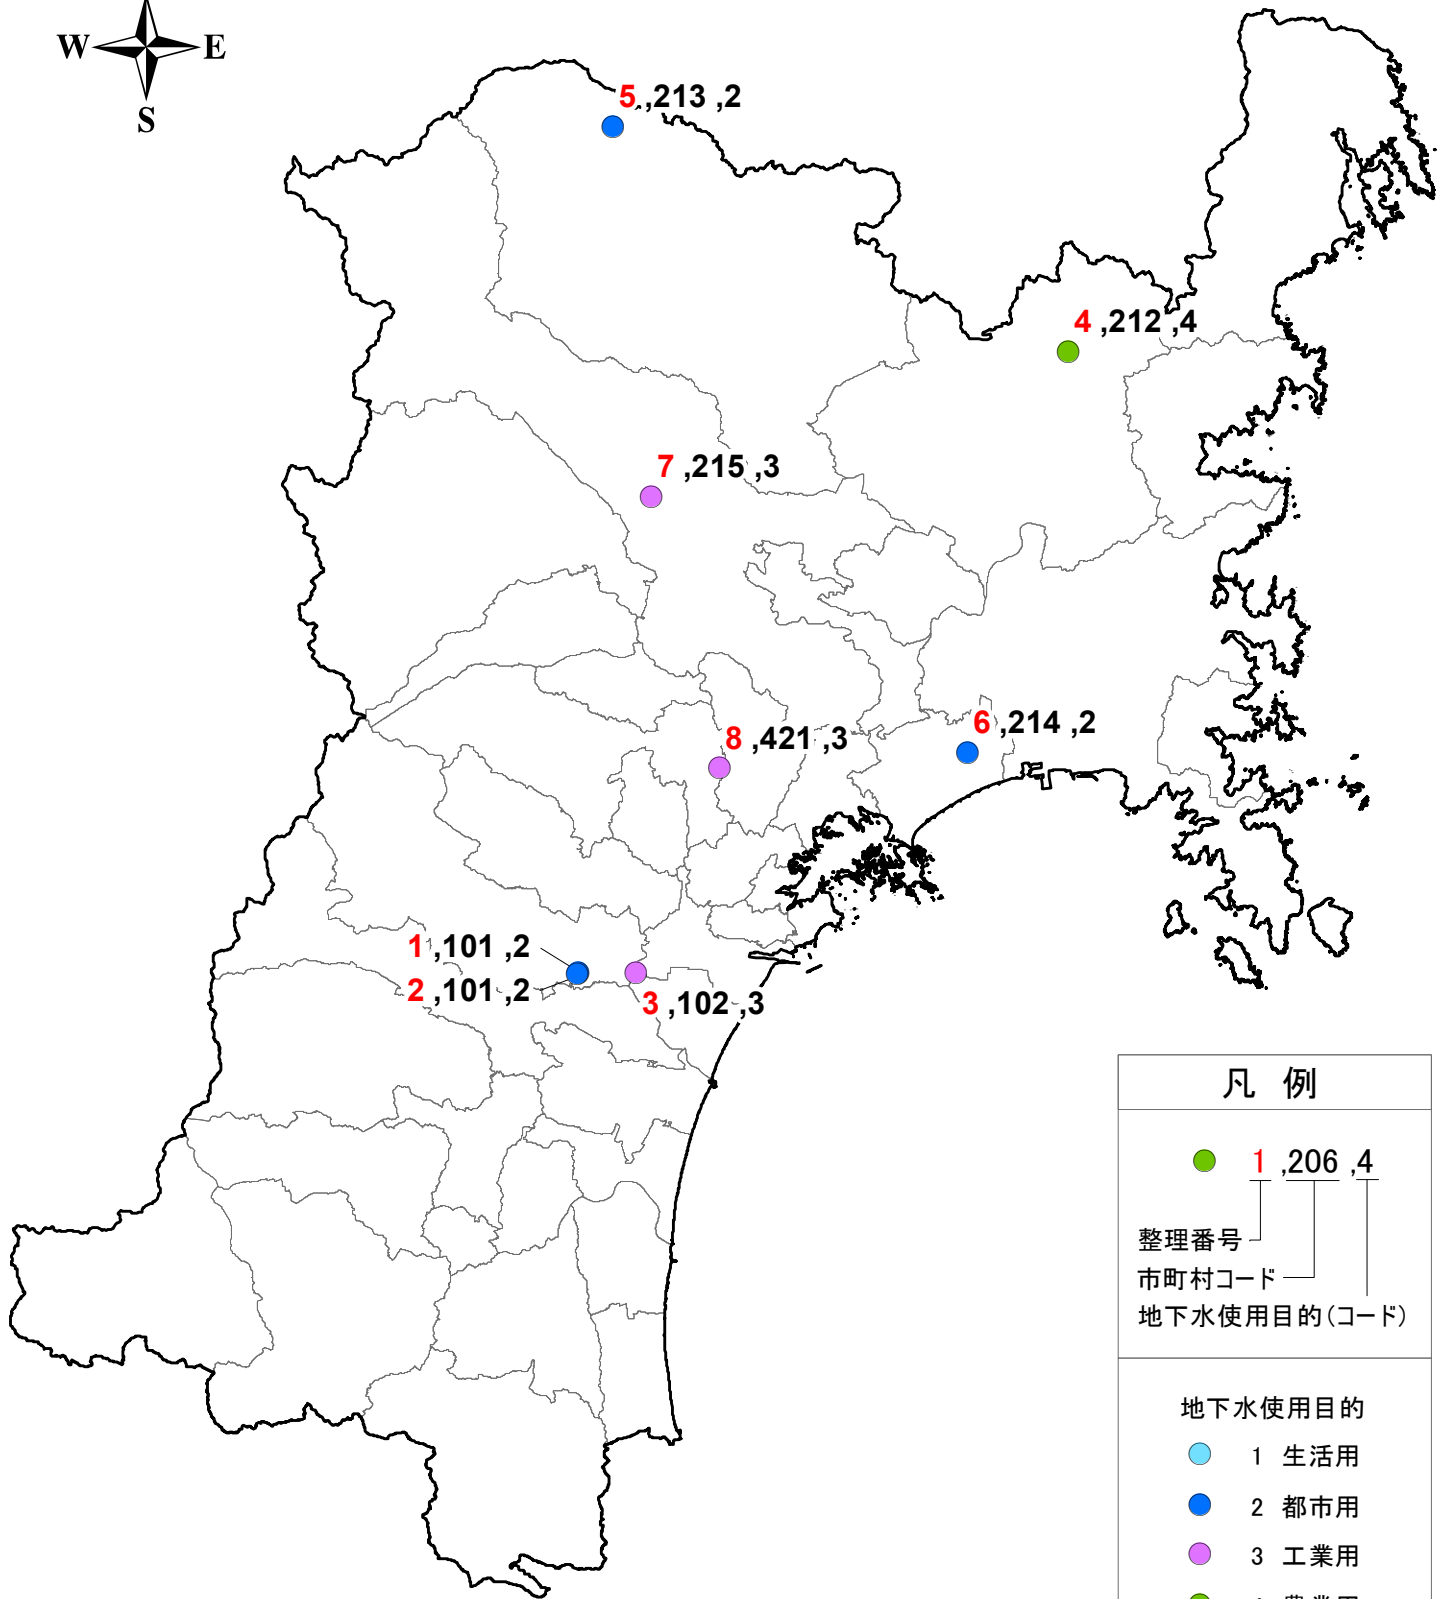 W E
S
5 ,213 ,2
4 ,212 ,4
7 ,215 ,3
6 ,214 ,2
8 ,421 ,3
1 ,101 ,2
2 ,101 ,2
3 ,102 ,3
凡 例
1 ,206 ,4
整理番号
市町村コード
地下水使用目的(コード)
地下水使用目的
1 生活用
2 都市用
3 工業用